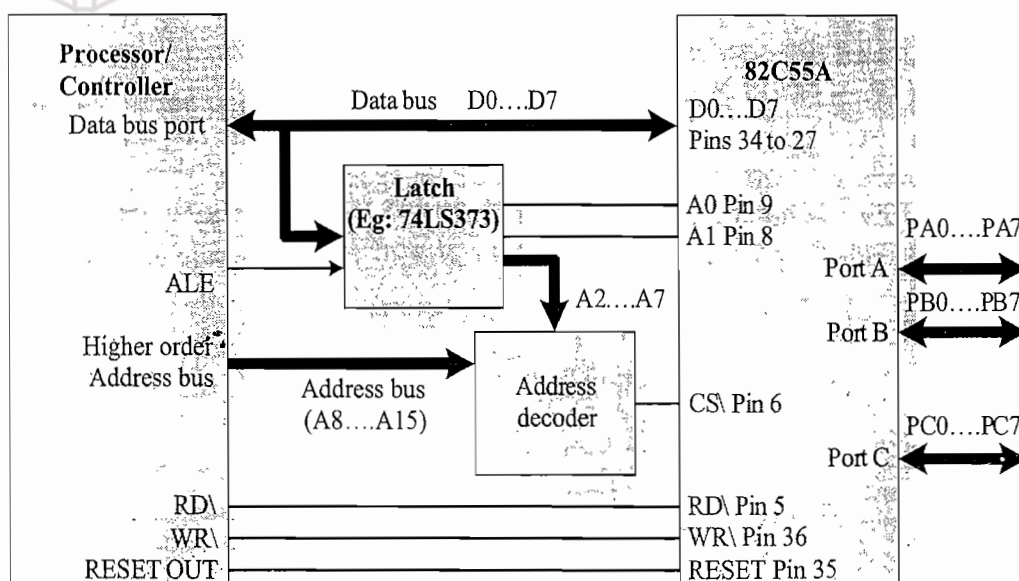 Processor/
Controller
Data bus port
ALE
Higher order
Address bus
RD\
WR\
RESET OUT
Data bus D0....D7
Latch
(Eg: 74LS373)
A2....A7
Address bus
(A8....A15)
Address
decoder
82C55A
D0....D7
Pins 34 to 27
A0 Pin 9
A1 Pin 8
Port A
Port B
CS\ Pin 6
Port C
RD\ Pin 5
WR\ Pin 36
RESET Pin 35
PA0....PA7
PB0....PB7
PC0....PC7